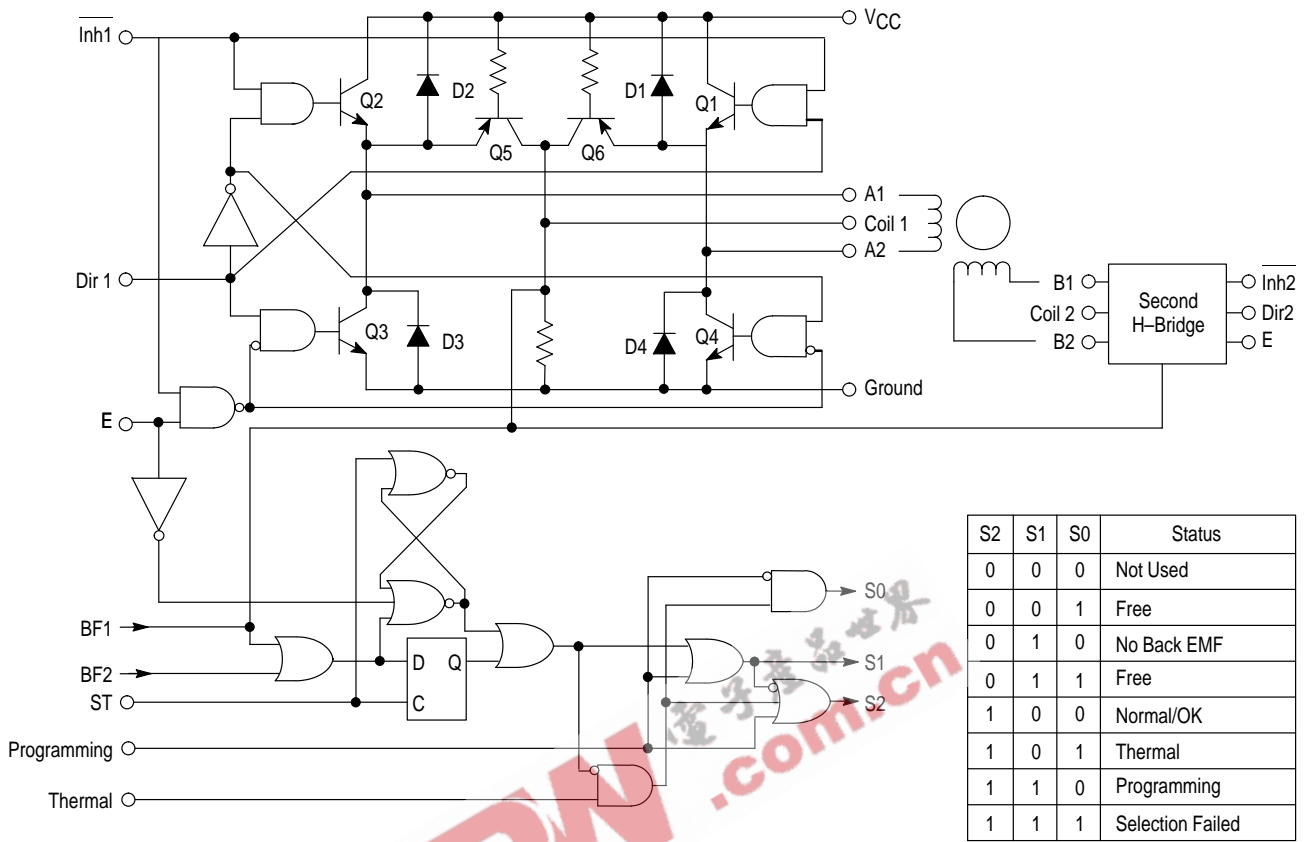 Inh1
VCC
Q2
D2
D1
Q1
Q5
Q6
A1
Coil 1
A2
Dir 1
B1
Coil 2
B2
Second
H–Bridge
Inh2
Dir2
E
Q3
D3
D4
Q4
Ground
E
BF1
BF2
ST
D Q
C
S0
S1
S2
Programming
Thermal
S2 S1 S0 Status
0 0 0 Not Used
0 0 1 Free
0 1 0 No Back EMF
0 1 1 Free
1 0 0 Normal/OK
1 0 1 Thermal
1 1 0 Programming
1 1 1 Selection Failed
産品世界
.com.cn